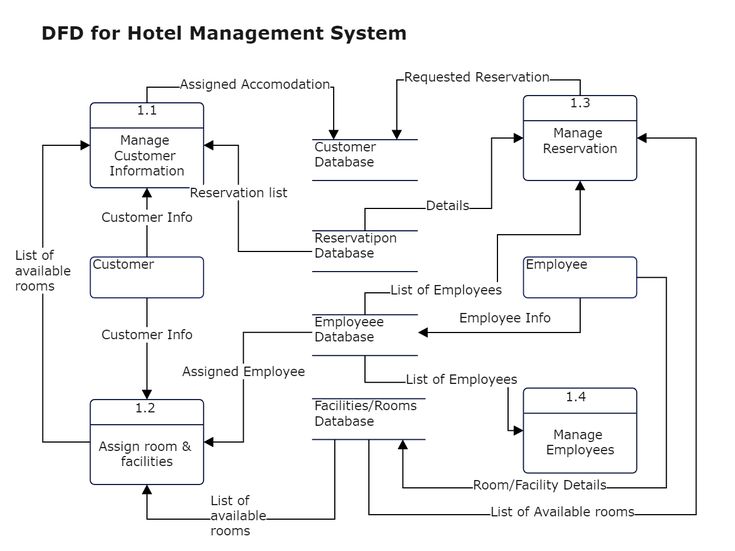 DFD for Hotel Management System
Assigned Accomodation
Requested Reservation
1.1
Manage
Customer
Information
1.3
Manage
Reservation
Customer
Database
Reservation list
Customer Info
Details
Reservatipon
Database
List of
available
rooms
Customer
Employee
List of Employees
Employeee
Database
Employee Info
Customer Info
Assigned Employee
List of Employees
1.2
Assign room &
facilities
Facilities/Rooms
Database
1.4
Manage
Employees
Room/Facility Details
List of
available
rooms
List of Available rooms